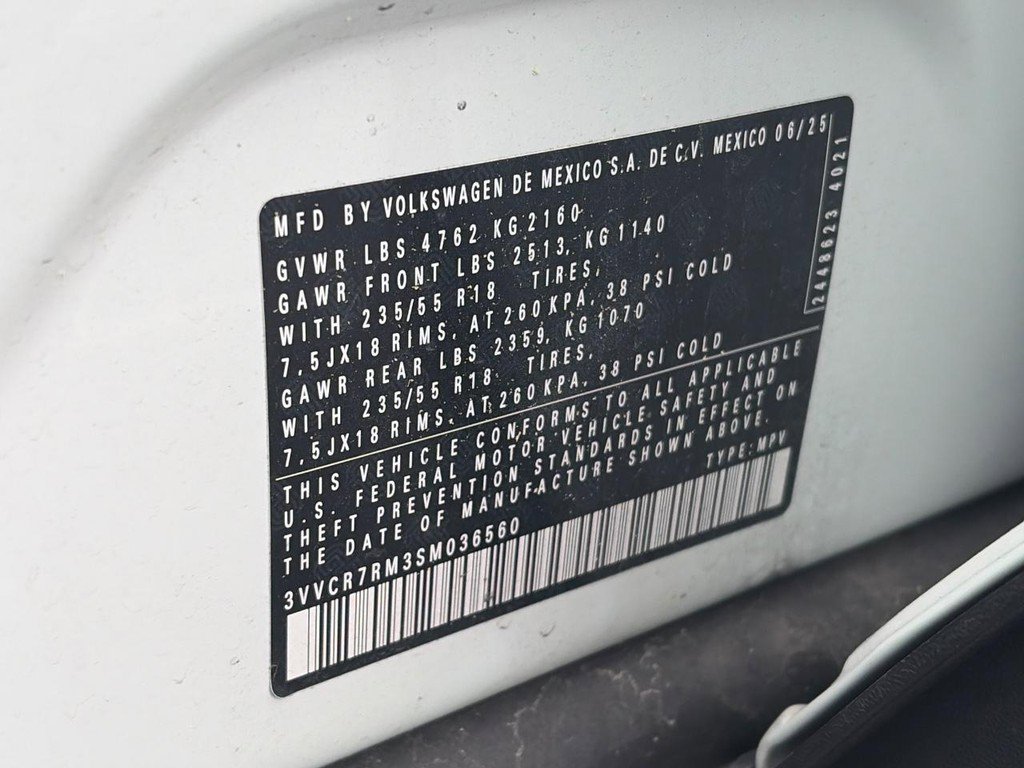 MFD BY VOLKSWAGEN DE MEXICO S.A. DE C.V. MEXICO 06/25
GVWR LBS 4762 KG 2160
GAWR FRONT LBS 2513, KG 1140
WITH 235/55 R18 TIRES,
7,5JX18 RIMS, AT 260 KPA, 38 PSI COLD
GAWR REAR LBS 2359, KG 1070
WITH 235/55 R18 TIRES,
7,5JX18 RIMS, AT 260 KPA, 38 PSI COLD
2448623 4021
THIS VEHICLE CONFORMS TO ALL APPLICABLE
U.S. FEDERAL MOTOR VEHICLE SAFETY AND
THEFT PREVENTION STANDARDS IN EFFECT ON
THE DATE OF MANUFACTURE SHOWN ABOVE.
3VVCR7RM3SM036560 TYPE: MPV